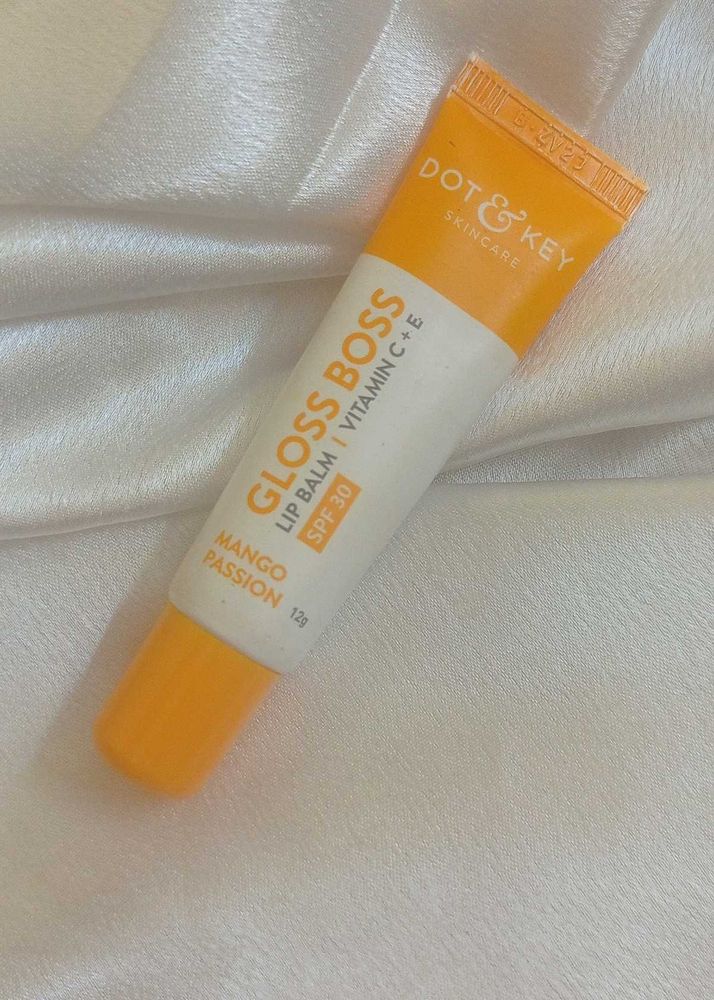 DOT & KEY
SKINCARE
GLOSS BOSS
LIP BALM | VITAMIN C + E
SPF 30
MANGO
PASSION
12g